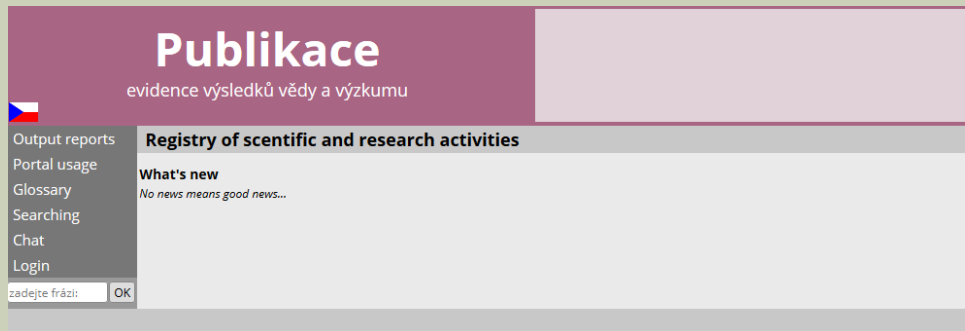 Publikace
evidence výsledků vědy a výzkumu
Output reports
Portal usage
Glossary
Searching
Chat
Login
zadejte frázi:
OK
Registry of scentific and research activities
What's new
No news means good news...